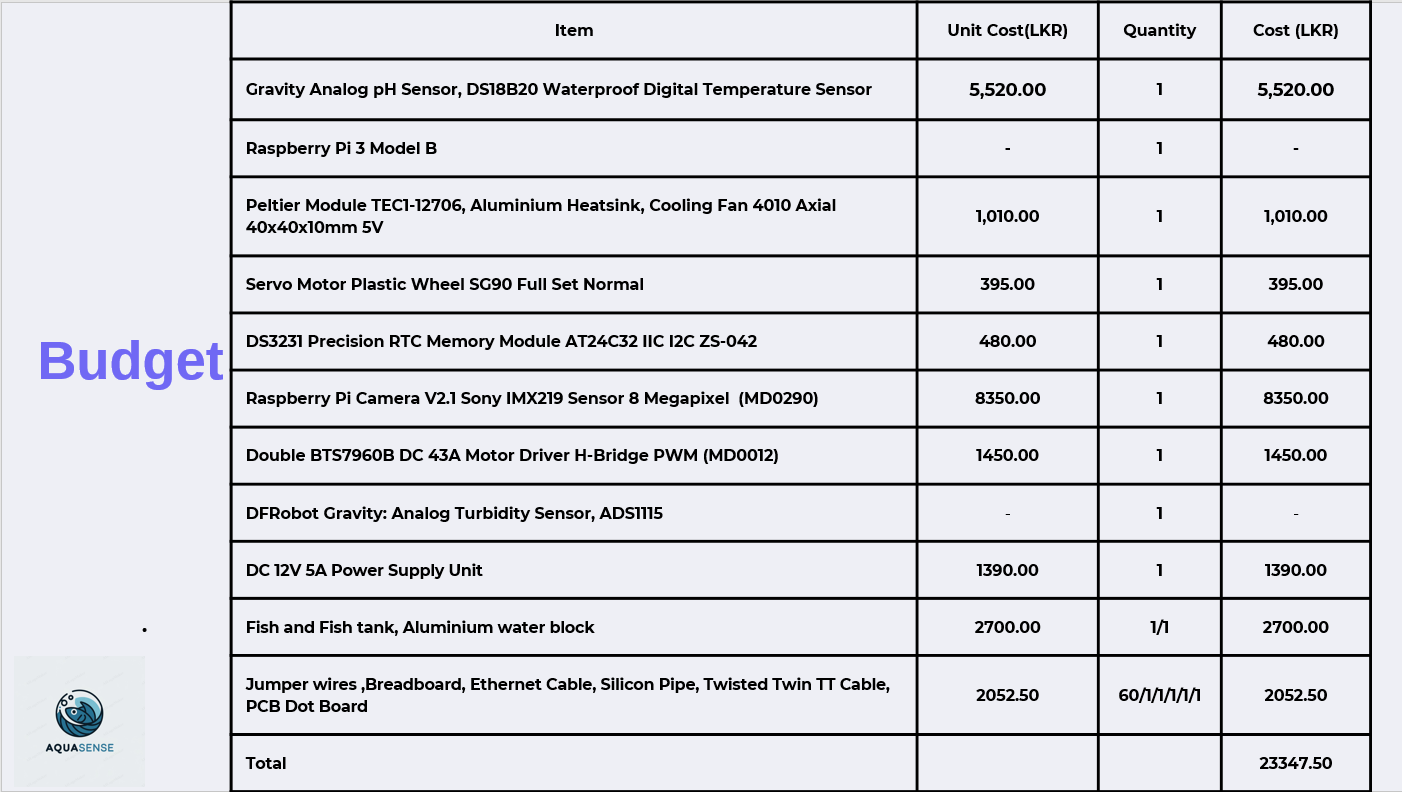 Item Unit Cost(LKR) Quantity Cost (LKR)
Gravity Analog pH Sensor, DS18B20 Waterproof Digital Temperature Sensor 5,520.00 1 5,520.00
Raspberry Pi 3 Model B - 1 -
Peltier Module TEC1-12706, Aluminium Heatsink, Cooling Fan 4010 Axial
40x40x10mm 5V 1,010.00 1 1,010.00
Servo Motor Plastic Wheel SG90 Full Set Normal 395.00 1 395.00
DS3231 Precision RTC Memory Module AT24C32 IIC I2C ZS-042 480.00 1 480.00
Budget
Raspberry Pi Camera V2.1 Sony IMX219 Sensor 8 Megapixel (MD0290) 8350.00 1 8350.00
Double BTS7960B DC 43A Motor Driver H-Bridge PWM (MD0012) 1450.00 1 1450.00
DFRobot Gravity: Analog Turbidity Sensor, ADS1115 - 1 -
DC 12V 5A Power Supply Unit 1390.00 1 1390.00
Fish and Fish tank, Aluminium water block 2700.00 1/1 2700.00
Jumper wires ,Breadboard, Ethernet Cable, Silicon Pipe, Twisted Twin TT Cable,
PCB Dot Board 2052.50 60/1/1/1/1/1 2052.50
Total 23347.50
AQUASENSE